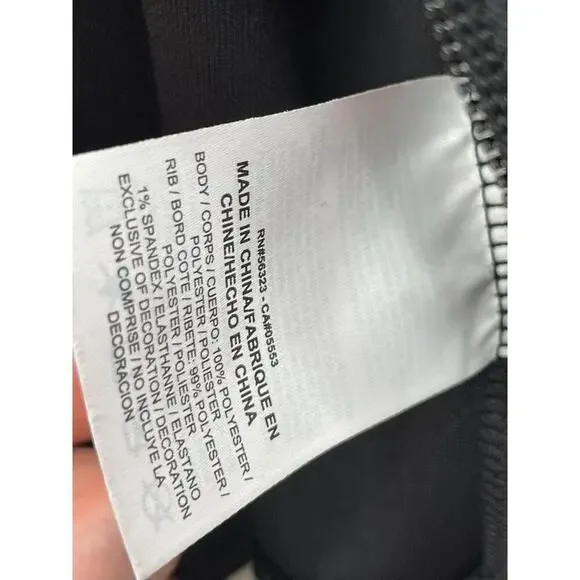 RN#56323 - CA#05553
MADE IN CHINA/FABRIQUE EN
CHINE/HECHO EN CHINA
BODY / CORPS / CUERPO: 100% POLYESTER /
POLYESTER / POLIESTER
RIB / BORD COTE / RIBETE: 99% POLYESTER /
POLYESTER / POLIESTER
1% SPANDEX / ELASTHANNE / ELASTANO
EXCLUSIVE OF DECORATION / DECORATION
NON COMPRISE / NO INCLUYE LA
DECORACION